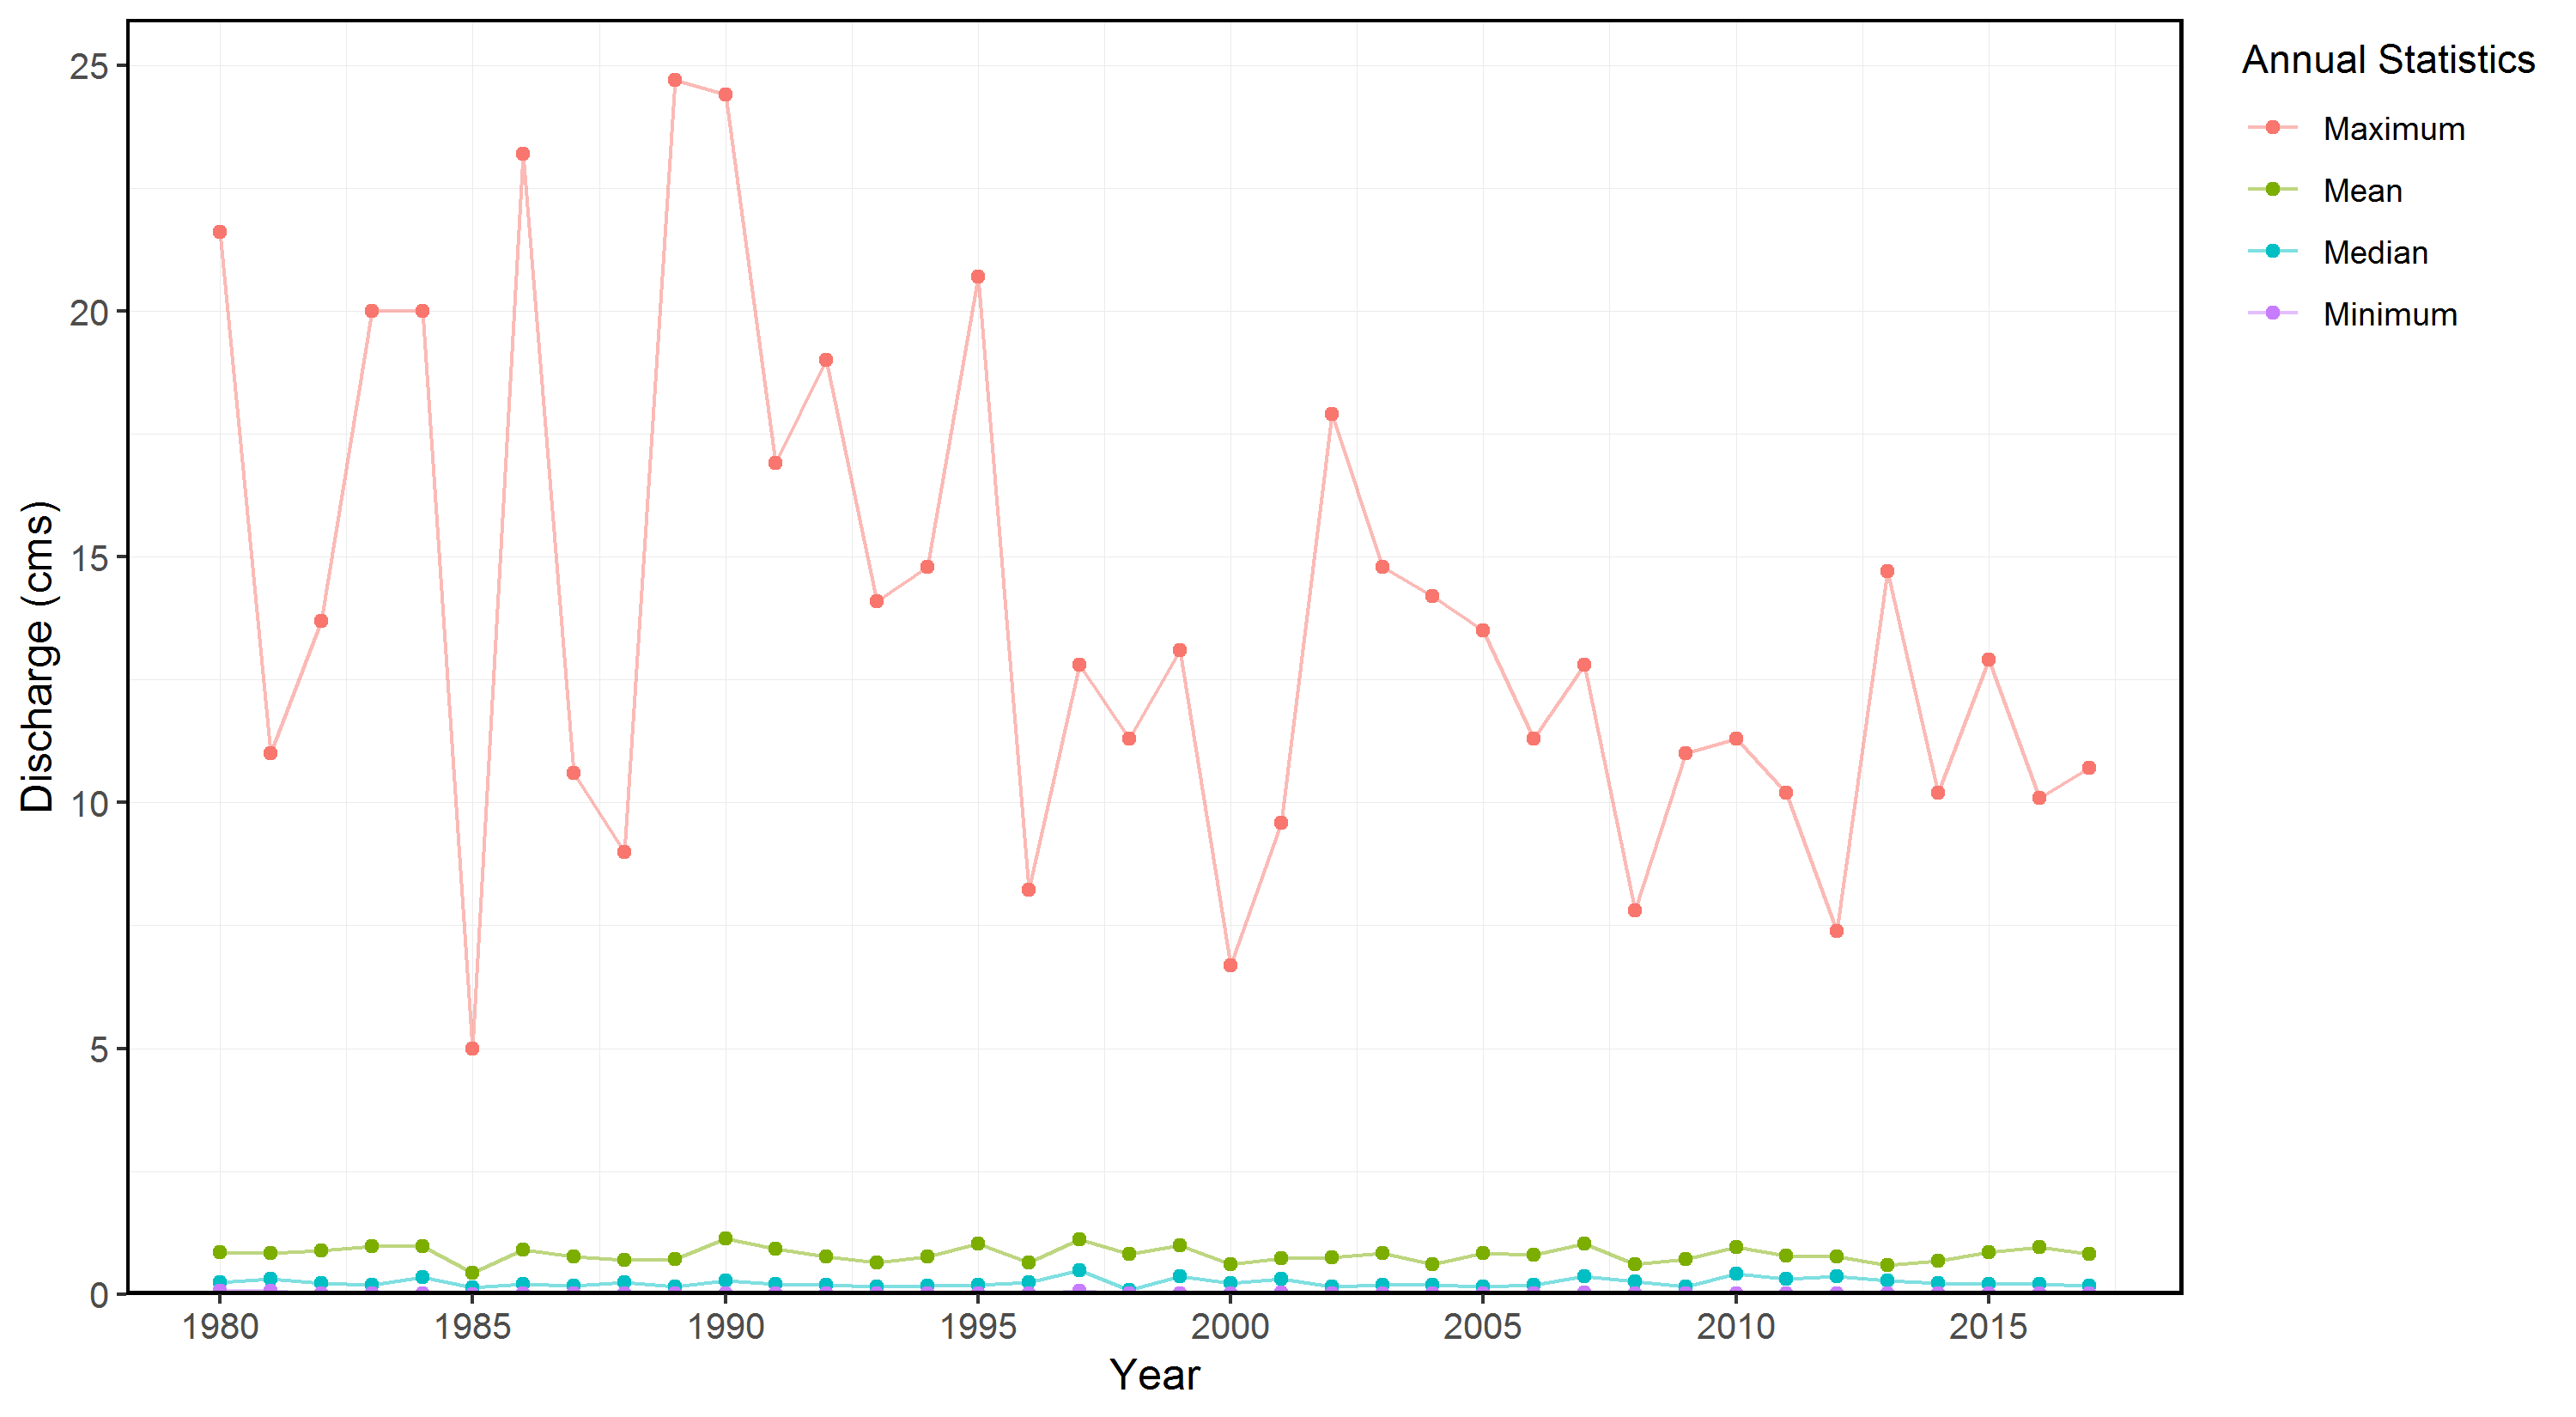 25
20
15
10
5
0
Discharge (cms)
1980 1985 1990 1995 2000 2005 2010 2015
Year
Annual Statistics
Maximum
Mean
Median
Minimum